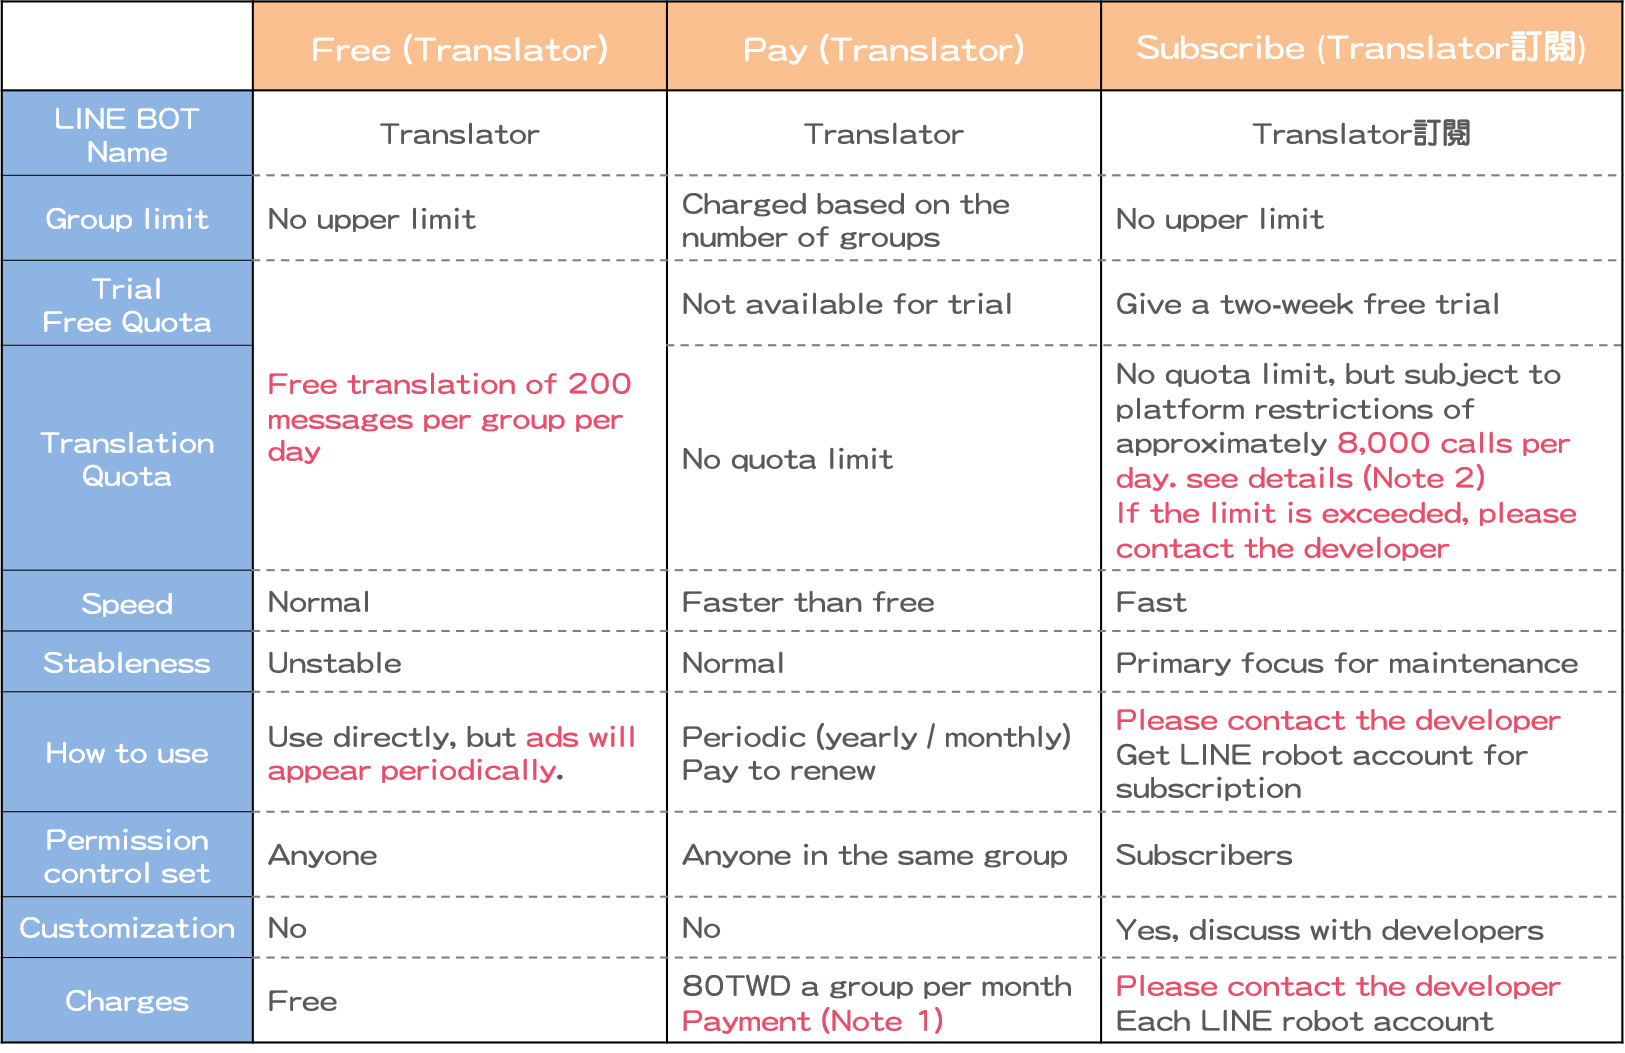 Free (Translator)
Pay (Translator)
Subscribe (Translator訂閱)
LINE BOT
Name
Translator
Translator
Translator訂閱
Group limit
No upper limit
Charged based on the
number of groups
No upper limit
Trial
Free Quota
Free translation of 200
messages per group per
day
Not available for trial
Give a two-week free trial
Translation
Quota
No quota limit
No quota limit, but subject to
platform restrictions of
approximately 8,000 calls per
day. see details (Note 2)
If the limit is exceeded, please
contact the developer
Speed
Normal
Faster than free
Fast
Stableness
Unstable
Normal
Primary focus for maintenance
How to use
Use directly, but ads will
appear periodically.
Periodic (yearly / monthly)
Pay to renew
Please contact the developer
Get LINE robot account for
subscription
Permission
control set
Anyone
Anyone in the same group
Subscribers
Customization
No
No
Yes, discuss with developers
Charges
Free
80TWD a group per month
Payment (Note 1)
Please contact the developer
Each LINE robot account